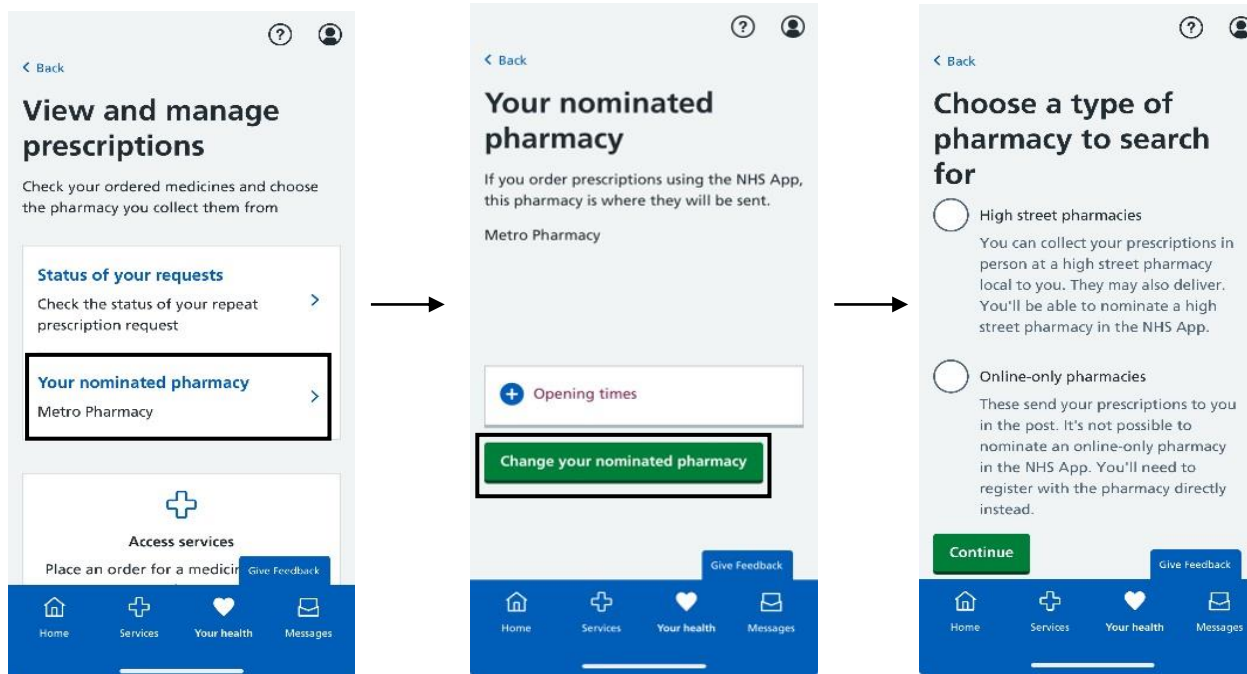 Back
View and manage
prescriptions
Check your ordered medicines and choose
the pharmacy you collect them from
Status of your requests
Check the status of your repeat
prescription request
Your nominated pharmacy
Metro Pharmacy
Access services
Place an order for a medicin
Give Feedback
Home
Services
Your health
Messages
Back
Your nominated
pharmacy
If you order prescriptions using the NHS App,
this pharmacy is where they will be sent.
Metro Pharmacy
Opening times
Change your nominated pharmacy
Give Feedback
Home
Services
Your health
Messages
Back
Choose a type of
pharmacy to search
for
High street pharmacies
You can collect your prescriptions in
person at a high street pharmacy
local to you. They may also deliver.
You'll be able to nominate a high
street pharmacy in the NHS App.
Online-only pharmacies
These send your prescriptions to you
in the post. It's not possible to
nominate an online-only pharmacy
in the NHS App. You'll need to
register with the pharmacy directly
instead.
Continue
Give Feedback
Home
Services
Your health
Messages